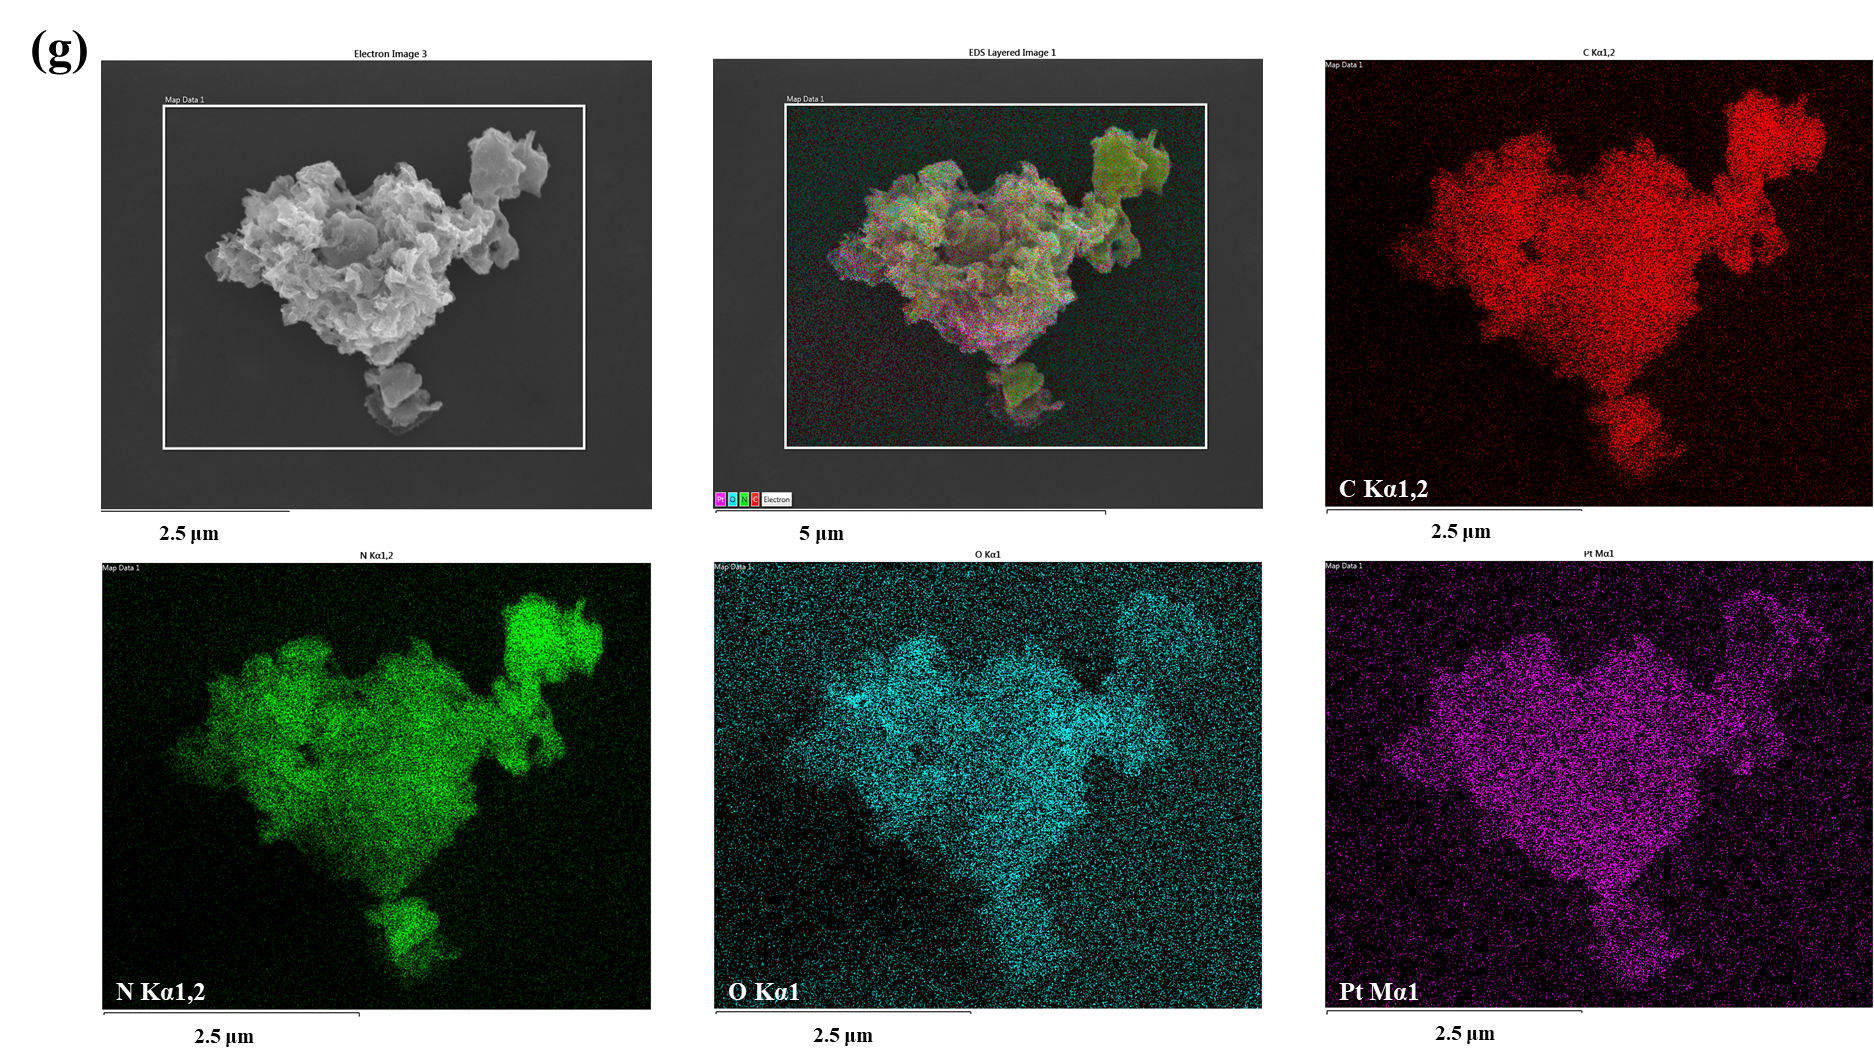 (g)
Electron Image 3
Map Data 1
2.5 μm
EDS Layered Image 1
Map Data 1
Pt O N C Electron
5 μm
C Kα1,2
Map Data 1
C Kα1,2
2.5 μm
N Kα1,2
Map Data 1
N Kα1,2
2.5 μm
O Kα1
Map Data 1
O Kα1
2.5 μm
Pt Mα1
Map Data 1
Pt Mα1
2.5 μm